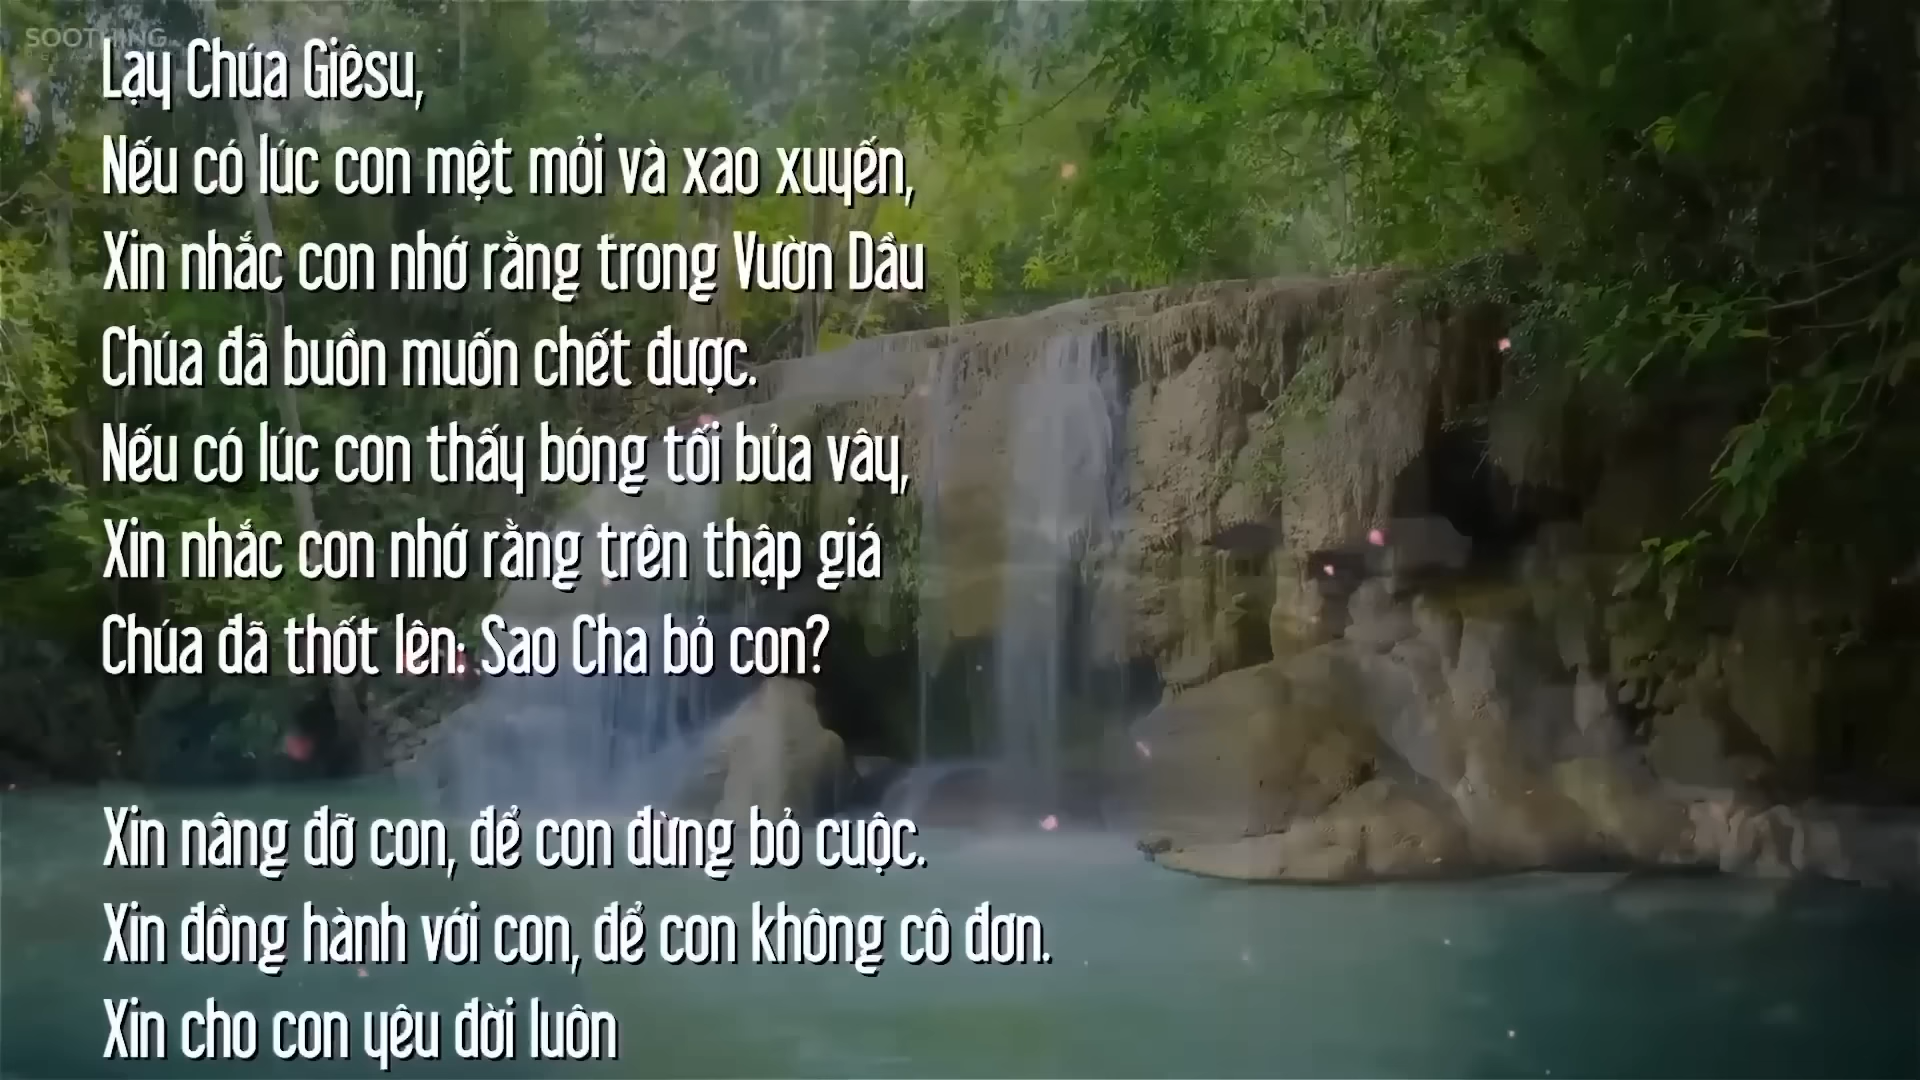 SOOTHING
Lạy Chúa Giêsu,
Nếu có lúc con mệt mỏi và xao xuyến,
Xin nhắc con nhớ rằng trong Vườn Dầu
Chúa đã buồn muốn chết được.
Nếu có lúc con thấy bóng tối bủa vây,
Xin nhắc con nhớ rằng trên thập giá
Chúa đã thốt lên: Sao Cha bỏ con?
Xin nâng đỡ con, để con đừng bỏ cuộc.
Xin đồng hành với con, để con không cô đơn.
Xin cho con yêu đời luôn